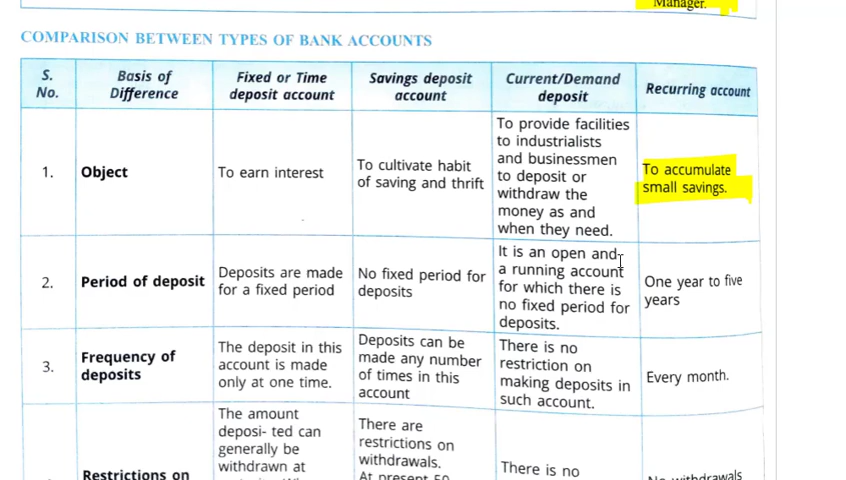 Manager.
COMPARISON BETWEEN TYPES OF BANK ACCOUNTS
S. No.
Basis of Difference
Fixed or Time deposit account
Savings deposit account
Current/Demand deposit
Recurring account
1.
Object
To earn interest
To cultivate habit
of saving and thrift
To provide facilities
to industrialists
and businessmen
to deposit or
withdraw the
money as and
when they need.
To accumulate
small savings.
2.
Period of deposit
Deposits are made
for a fixed period
No fixed period for
deposits
It is an open and
a running account
for which there is
no fixed period for
deposits.
One year to five
years
3.
Frequency of
deposits
The deposit in this
account is made
only at one time.
Deposits can be
made any number
of times in this
account
There is no
restriction on
making deposits in
such account.
Every month.
Restrictions on
The amount
deposi- ted can
generally be
withdrawn at
There are
restrictions on
withdrawals.
At present 50
There is no
No withdrawals